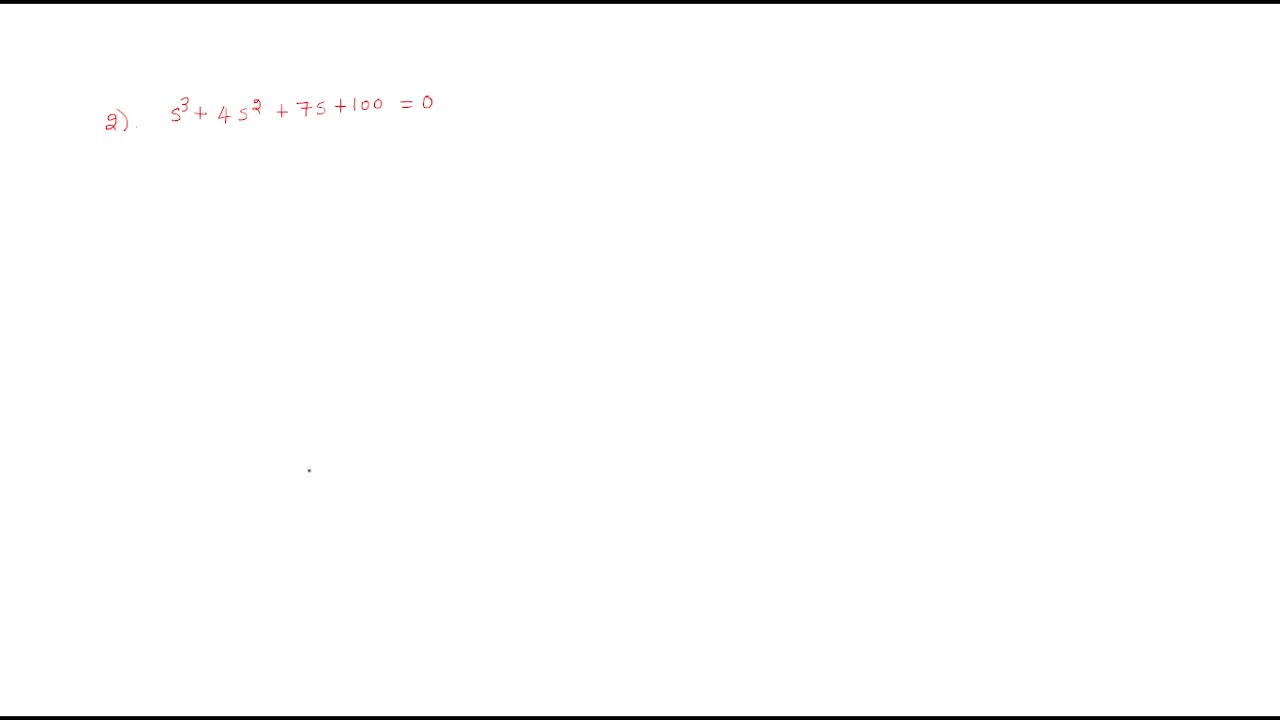 2). s³ + 4s² + 7s + 100 = 0